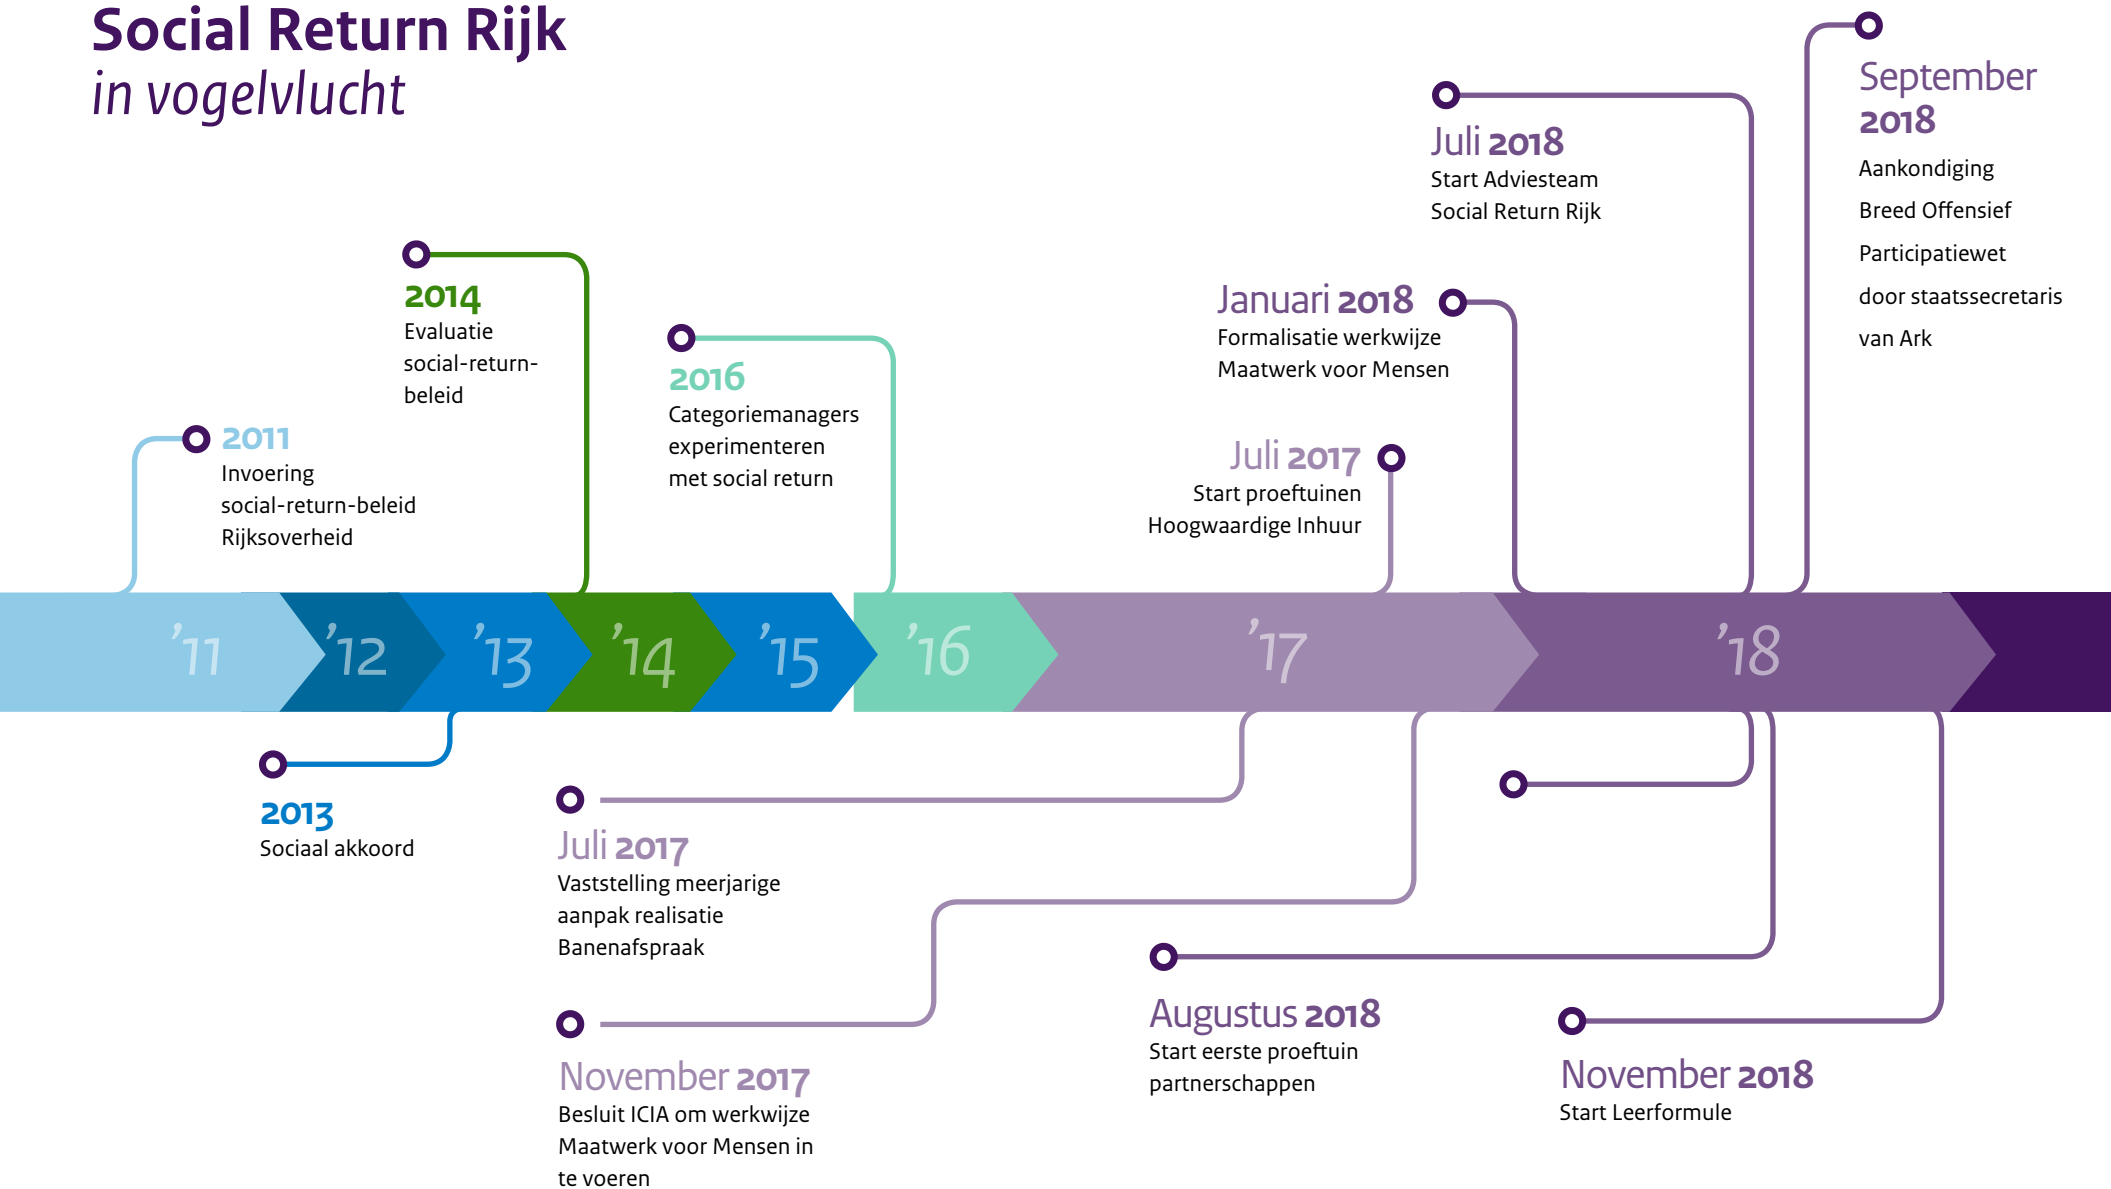 Social Return Rijk
in vogelvlucht
2011
Invoering
social-return-beleid
Rijksoverheid
2014
Evaluatie
social-return-
beleid
2016
Categoriemanagers
experimenteren
met social return
Juli 2017
Start proeftuinen
Hoogwaardige Inhuur
Januari 2018
Formalisatie werkwijze
Maatwerk voor Mensen
Juli 2018
Start Adviesteam
Social Return Rijk
September
2018
Aankondiging
Breed Offensief
Participatiewet
door staatssecretaris
van Ark
’11 ’12 ’13 ’14 ’15 ’16 ’17 ’18
2013
Sociaal akkoord
Juli 2017
Vaststelling meerjarige
aanpak realisatie
Banenafspraak
November 2017
Besluit ICIA om werkwijze
Maatwerk voor Mensen in
te voeren
Augustus 2018
Start eerste proeftuin
partnerschappen
November 2018
Start Leerformule